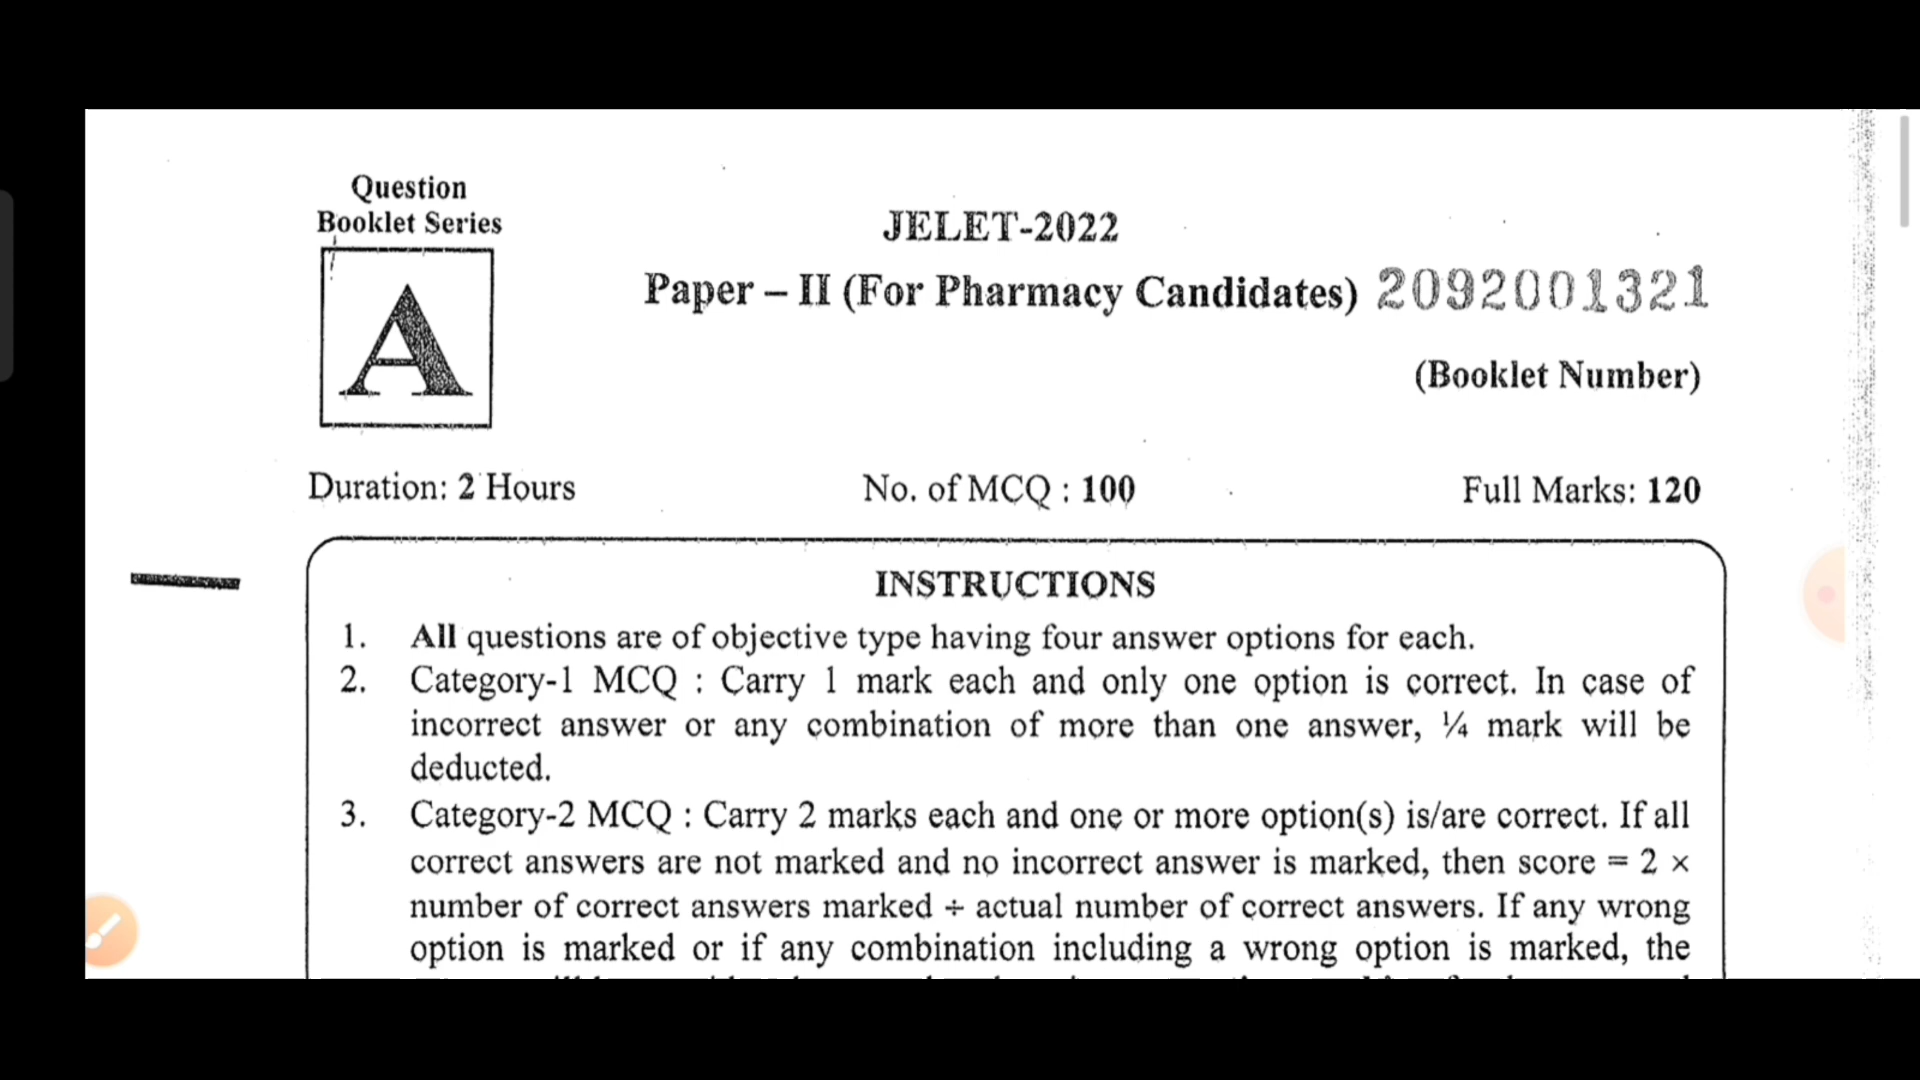 Question
Booklet Series
A
JELET-2022
Paper – II (For Pharmacy Candidates) 2092001321
(Booklet Number)
Duration: 2 Hours No. of MCQ : 100 Full Marks: 120
INSTRUCTIONS
1. All questions are of objective type having four answer options for each.
2. Category-1 MCQ : Carry 1 mark each and only one option is correct. In case of
incorrect answer or any combination of more than one answer, ¼ mark will be
deducted.
3. Category-2 MCQ : Carry 2 marks each and one or more option(s) is/are correct. If all
correct answers are not marked and no incorrect answer is marked, then score = 2 ×
number of correct answers marked ÷ actual number of correct answers. If any wrong
option is marked or if any combination including a wrong option is marked, the